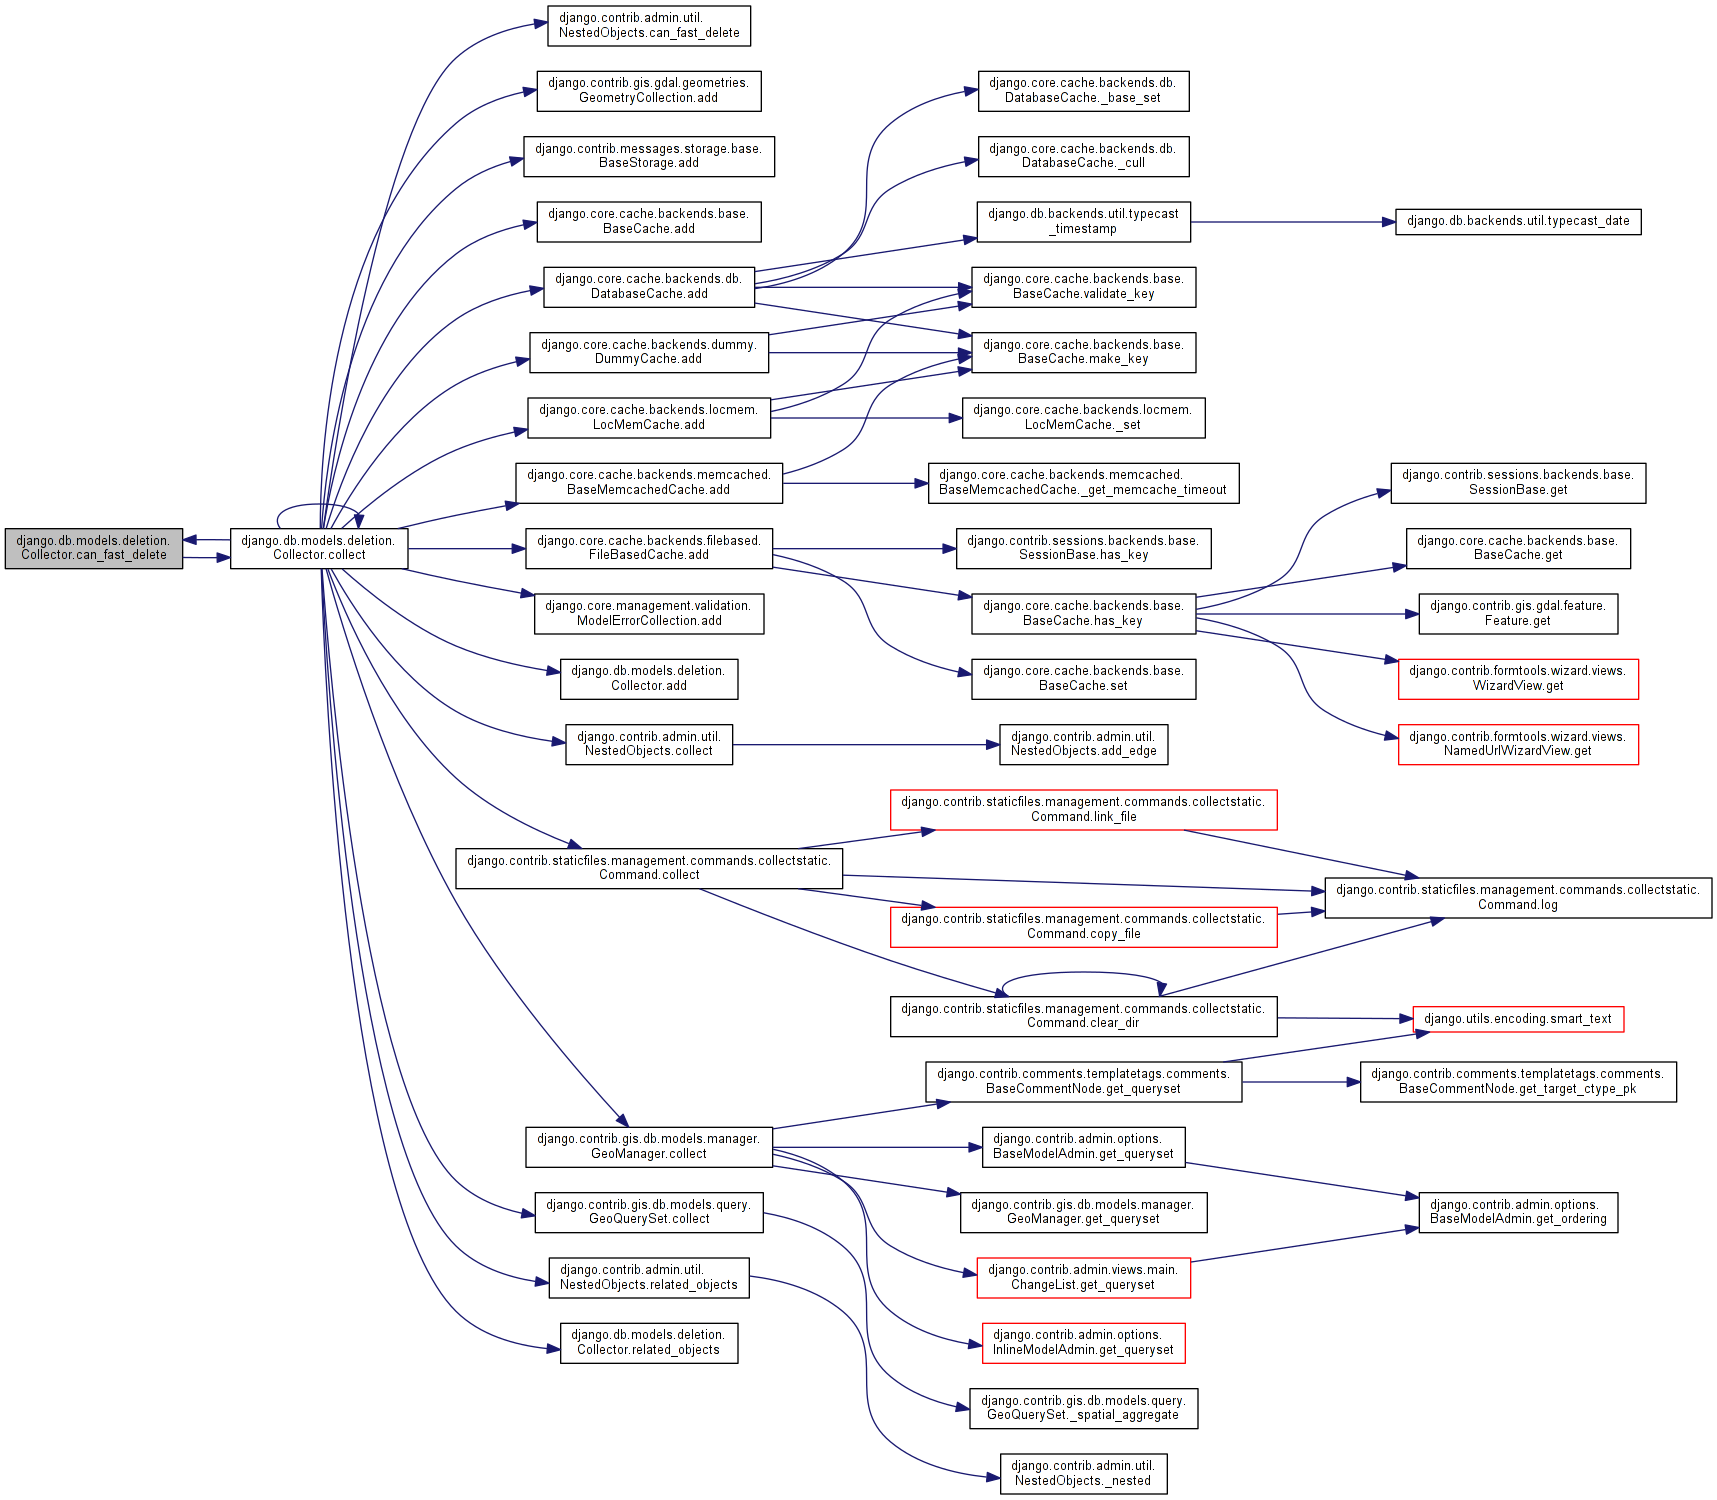 django.db.models.deletion.
Collector.can_fast_delete
django.db.models.deletion.
Collector.collect
django.contrib.admin.util.
NestedObjects.can_fast_delete
django.contrib.gis.gdal.geometries.
GeometryCollection.add
django.contrib.messages.storage.base.
BaseStorage.add
django.core.cache.backends.base.
BaseCache.add
django.core.cache.backends.db.
DatabaseCache.add
django.core.cache.backends.dummy.
DummyCache.add
django.core.cache.backends.locmem.
LocMemCache.add
django.core.cache.backends.memcached.
BaseMemcachedCache.add
django.core.cache.backends.filebased.
FileBasedCache.add
django.core.management.validation.
ModelErrorCollection.add
django.db.models.deletion.
Collector.add
django.contrib.admin.util.
NestedObjects.collect
django.contrib.staticfiles.management.commands.collectstatic.
Command.collect
django.contrib.gis.db.models.manager.
GeoManager.collect
django.contrib.gis.db.models.query.
GeoQuerySet.collect
django.contrib.admin.util.
NestedObjects.related_objects
django.db.models.deletion.
Collector.related_objects
django.core.cache.backends.db.
DatabaseCache._base_set
django.core.cache.backends.db.
DatabaseCache._cull
django.db.backends.util.typecast
_timestamp
django.core.cache.backends.base.
BaseCache.validate_key
django.core.cache.backends.base.
BaseCache.make_key
django.core.cache.backends.locmem.
LocMemCache._set
django.core.cache.backends.memcached.
BaseMemcachedCache._get_memcache_timeout
django.contrib.sessions.backends.base.
SessionBase.has_key
django.core.cache.backends.base.
BaseCache.has_key
django.core.cache.backends.base.
BaseCache.set
django.contrib.admin.util.
NestedObjects.add_edge
django.contrib.staticfiles.management.commands.collectstatic.
Command.link_file
django.contrib.staticfiles.management.commands.collectstatic.
Command.copy_file
django.contrib.staticfiles.management.commands.collectstatic.
Command.clear_dir
django.contrib.comments.templatetags.comments.
BaseCommentNode.get_queryset
django.contrib.admin.options.
BaseModelAdmin.get_queryset
django.contrib.gis.db.models.manager.
GeoManager.get_queryset
django.contrib.admin.views.main.
ChangeList.get_queryset
django.contrib.admin.options.
InlineModelAdmin.get_queryset
django.contrib.gis.db.models.query.
GeoQuerySet._spatial_aggregate
django.contrib.admin.util.
NestedObjects._nested
django.db.backends.util.typecast_date
django.contrib.sessions.backends.base.
SessionBase.get
django.core.cache.backends.base.
BaseCache.get
django.contrib.gis.gdal.feature.
Feature.get
django.contrib.formtools.wizard.views.
WizardView.get
django.contrib.formtools.wizard.views.
NamedUrlWizardView.get
django.contrib.staticfiles.management.commands.collectstatic.
Command.log
django.utils.encoding.smart_text
django.contrib.comments.templatetags.comments.
BaseCommentNode.get_target_ctype_pk
django.contrib.admin.options.
BaseModelAdmin.get_ordering